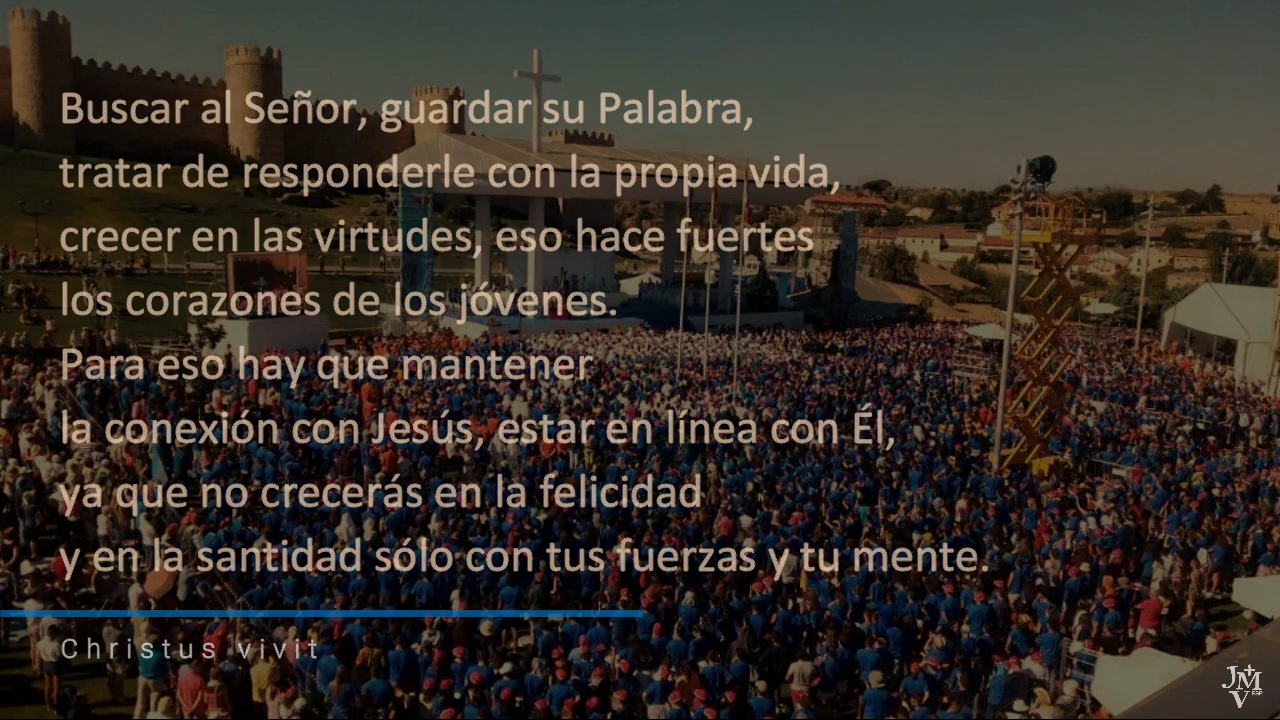 Buscar al Señor, guardar su Palabra,
tratar de responderle con la propia vida,
crecer en las virtudes, eso hace fuertes
los corazones de los jóvenes.
Para eso hay que mantener
la conexión con Jesús, estar en línea con Él,
ya que no crecerás en la felicidad
y en la santidad sólo con tus fuerzas y tu mente.
Christus vivit
JMV